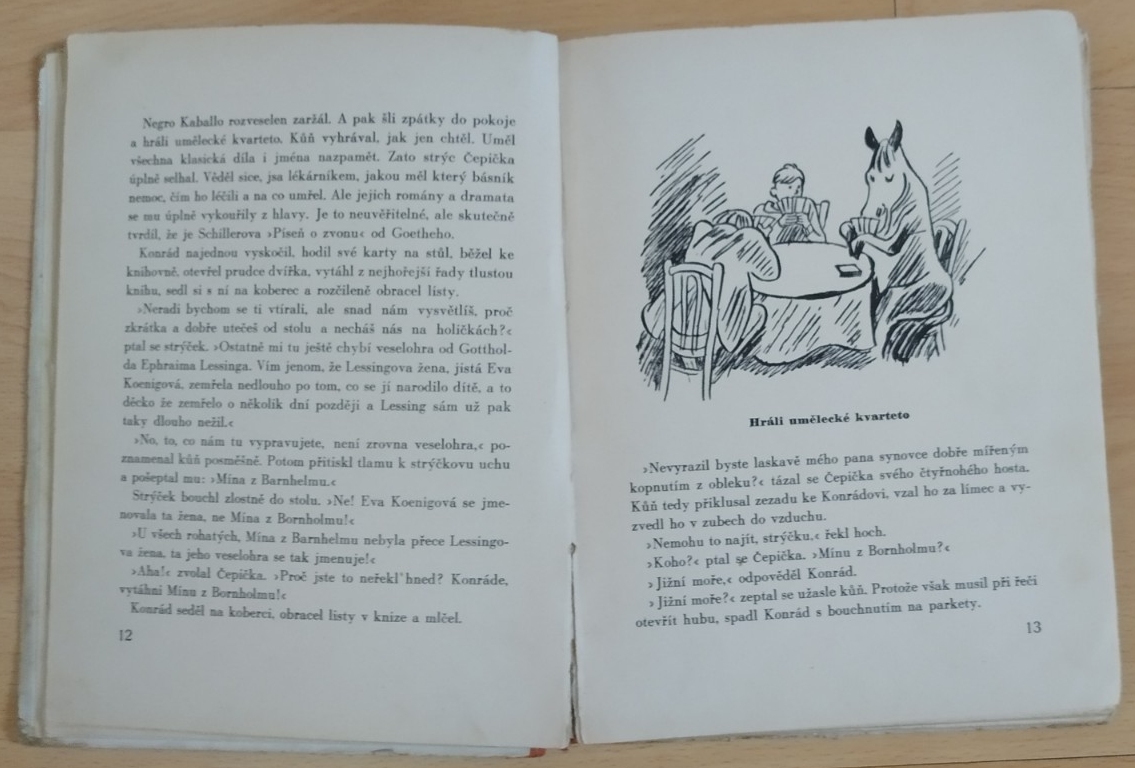 Negro Kaballo rozveselen zaržál. A pak šli zpátky do pokoje
a hráli umělecké kvarteto. Kůň vyhrával, jak jen chtěl. Uměl
všechna klasická díla i jména nazpamět. Zato strýc Čepička
úplně selhal. Věděl sice, jsa lékárníkem, jakou měl který básník
nemoc, čím ho léčili a na co umřel. Ale jejich romány a dramata
se mu úplně vykouřily z hlavy. Je to neuvěřitelné, ale skutečně
tvrdil, že je Schillerova ›Píseň o zvonu‹ od Goetheho.
Konrád najednou vyskočil, hodil své karty na stůl, běžel ke
knihovně, otevřel prudce dvířka, vytáhl z nejhořejší řady tlustou
knihu, sedl si s ní na koberec a rozčileně obracel listy.
›Neradi bychom se ti vtírali, ale snad nám vysvětlíš, proč
zkrátka a dobře utečeš od stolu a necháš nás na holičkách?‹
ptal se strýček. ›Ostatně mi tu ještě chybí veselohra od Gotthol-
da Ephraima Lessinga. Vím jenom, že Lessingova žena, jistá Eva
Koenigová, zemřela nedlouho po tom, co se jí narodilo dítě, a to
děcko že zemřelo o několik dní později a Lessing sám už pak
taky dlouho nežil.‹
›No, to, co nám tu vypravujete, není zrovna veselohra,‹ po-
znamenal kůň posměšně. Potom přitiskl tlamu k strýčkovu uchu
a pošeptal mu: ›Mína z Barnhelmu.‹
Strýček bouchl zlostně do stolu. ›Ne! Eva Koenigová se jme-
novala ta žena, ne Mína z Bornholmu!‹
›U všech rohatých, Mína z Barnhelmu nebyla přece Lessingo-
va žena, ta jeho veselohra se tak jmenuje!‹
›Aha!‹ zvolal Čepička. ›Proč jste to neřekl hned? Konráde,
vytáhni Mínu z Bornholmu!‹
Konrád seděl na koberci, obracel listy v knize a mlčel.
12
Hráli umělecké kvarteto
›Nevyrazil byste laskavě mého pana synovce dobře mířeným
kopnutím z obleku?‹ tázal se Čepička svého čtyřnohého hosta.
Kůň tedy přiklusal zezadu ke Konrádovi, vzal ho za límec a vy-
zvedl ho v zubech do vzduchu.
›Nemohu to najít, strýčku,‹ řekl hoch.
›Koho?‹ ptal se Čepička. ›Mínu z Bornholmu?‹
›Jižní moře,‹ odpověděl Konrád.
›Jižní moře?‹ zeptal se užasle kůň. Protože však musil při řeči
otevřít hubu, spadl Konrád s bouchnutím na parkety.
13